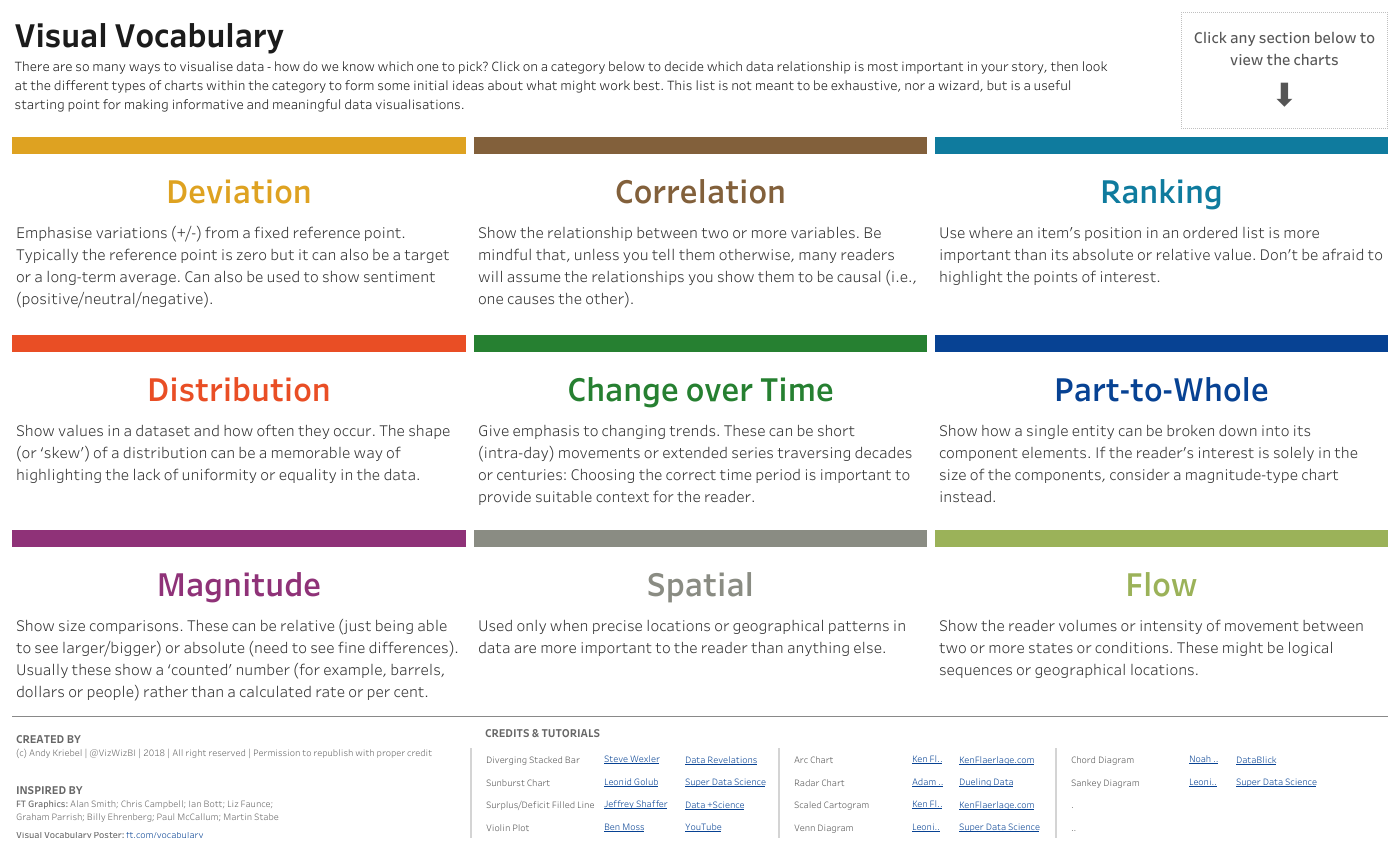 Visual Vocabulary
There are so many ways to visualise data - how do we know which one to pick? Click on a category below to decide which data relationship is most important in your story, then look
at the different types of charts within the category to form some initial ideas about what might work best. This list is not meant to be exhaustive, nor a wizard, but is a useful
starting point for making informative and meaningful data visualisations.
Click any section below to
view the charts
Deviation
Emphasise variations (+/-) from a fixed reference point.
Typically the reference point is zero but it can also be a target
or a long-term average. Can also be used to show sentiment
(positive/neutral/negative).
Correlation
Show the relationship between two or more variables. Be
mindful that, unless you tell them otherwise, many readers
will assume the relationships you show them to be causal (i.e.,
one causes the other).
Ranking
Use where an item’s position in an ordered list is more
important than its absolute or relative value. Don’t be afraid to
highlight the points of interest.
Distribution
Show values in a dataset and how often they occur. The shape
(or ‘skew’) of a distribution can be a memorable way of
highlighting the lack of uniformity or equality in the data.
Change over Time
Give emphasis to changing trends. These can be short
(intra-day) movements or extended series traversing decades
or centuries: Choosing the correct time period is important to
provide suitable context for the reader.
Part-to-Whole
Show how a single entity can be broken down into its
component elements. If the reader’s interest is solely in the
size of the components, consider a magnitude-type chart
instead.
Magnitude
Show size comparisons. These can be relative (just being able
to see larger/bigger) or absolute (need to see fine differences).
Usually these show a ‘counted’ number (for example, barrels,
dollars or people) rather than a calculated rate or per cent.
Spatial
Used only when precise locations or geographical patterns in
data are more important to the reader than anything else.
Flow
Show the reader volumes or intensity of movement between
two or more states or conditions. These might be logical
sequences or geographical locations.
CREATED BY
(c) Andy Kriebel | @VizWizBI | 2018 | All right reserved | Permission to republish with proper credit
INSPIRED BY
FT Graphics: Alan Smith; Chris Campbell; Ian Bott; Liz Faunce;
Graham Parrish; Billy Ehrenberg; Paul McCallum; Martin Stabe
Visual Vocabulary Poster: ft.com/vocabulary
CREDITS & TUTORIALS
Diverging Stacked Bar Steve Wexler Data Revelations
Sunburst Chart Leonid Golub Super Data Science
Surplus/Deficit Filled Line Jeffrey Shaffer Data +Science
Violin Plot Ben Moss YouTube
Arc Chart Ken Fl.. KenFlaerlage.com
Radar Chart Adam .. Dueling Data
Scaled Cartogram Ken Fl.. KenFlaerlage.com
Venn Diagram Leoni.. Super Data Science
Chord Diagram Noah .. DataBlick
Sankey Diagram Leoni.. Super Data Science
.
..